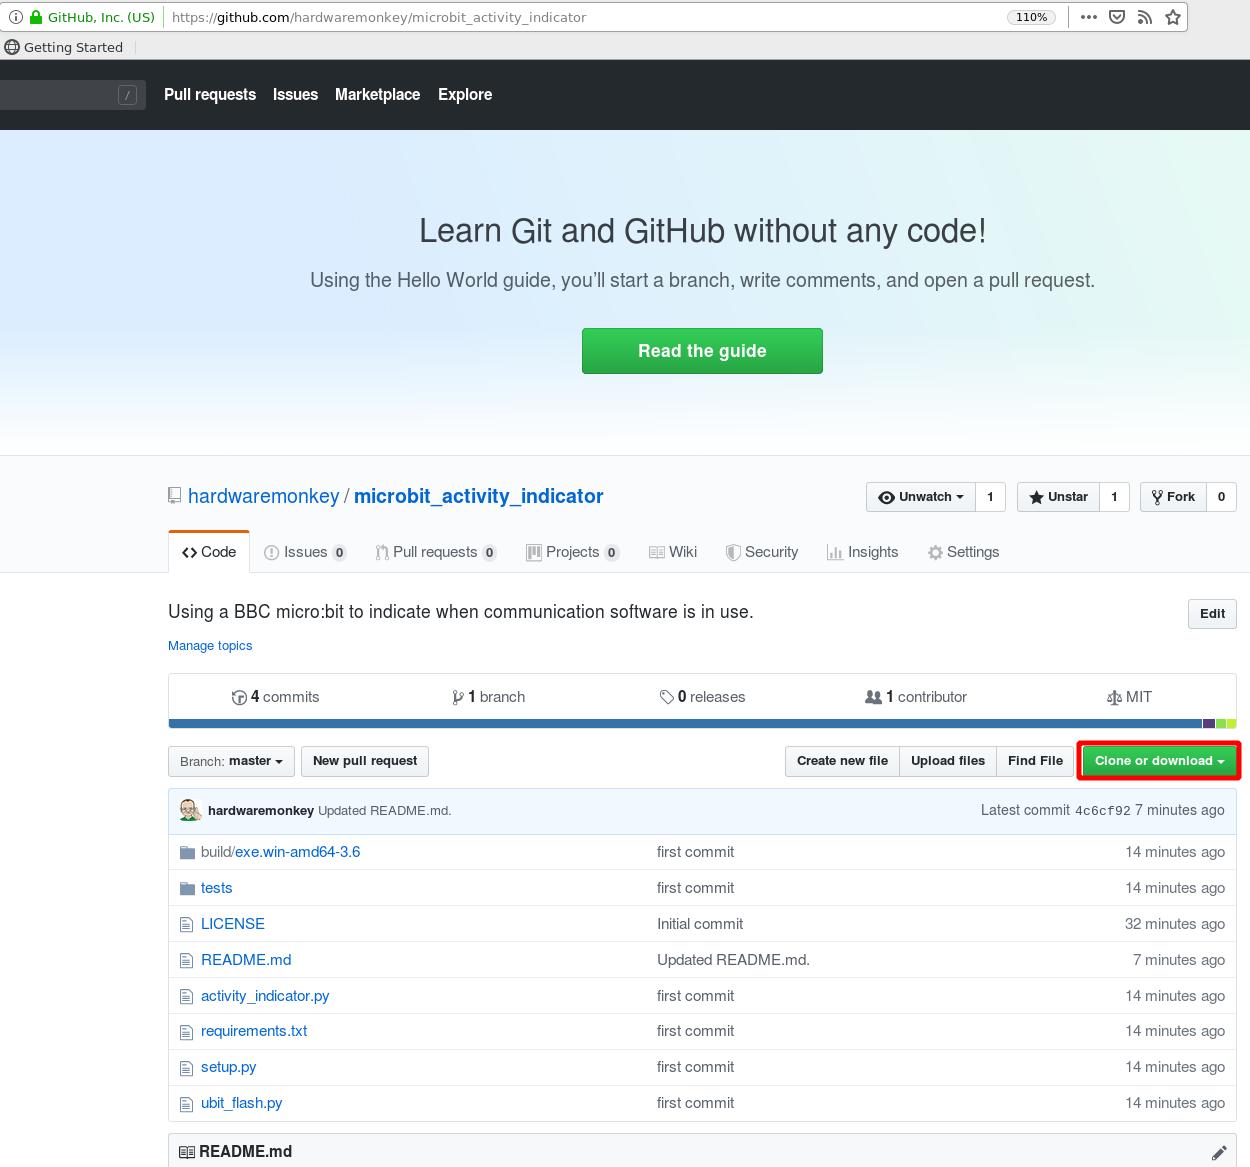 GitHub, Inc. (US) https://github.com/hardwaremonkey/microbit_activity_indicator 110%
Getting Started
/ Pull requests Issues Marketplace Explore
Learn Git and GitHub without any code!
Using the Hello World guide, you’ll start a branch, write comments, and open a pull request.
Read the guide
hardwaremonkey / microbit_activity_indicator Unwatch 1 Unstar 1 Fork 0
Code Issues 0 Pull requests 0 Projects 0 Wiki Security Insights Settings
Using a BBC micro:bit to indicate when communication software is in use. Edit
Manage topics
4 commits 1 branch 0 releases 1 contributor MIT
Branch: master New pull request Create new file Upload files Find File Clone or download
hardwaremonkey Updated README.md. Latest commit 4c6cf92 7 minutes ago
build/exe.win-amd64-3.6 first commit 14 minutes ago
tests first commit 14 minutes ago
LICENSE Initial commit 32 minutes ago
README.md Updated README.md. 7 minutes ago
activity_indicator.py first commit 14 minutes ago
requirements.txt first commit 14 minutes ago
setup.py first commit 14 minutes ago
ubit_flash.py first commit 14 minutes ago
README.md